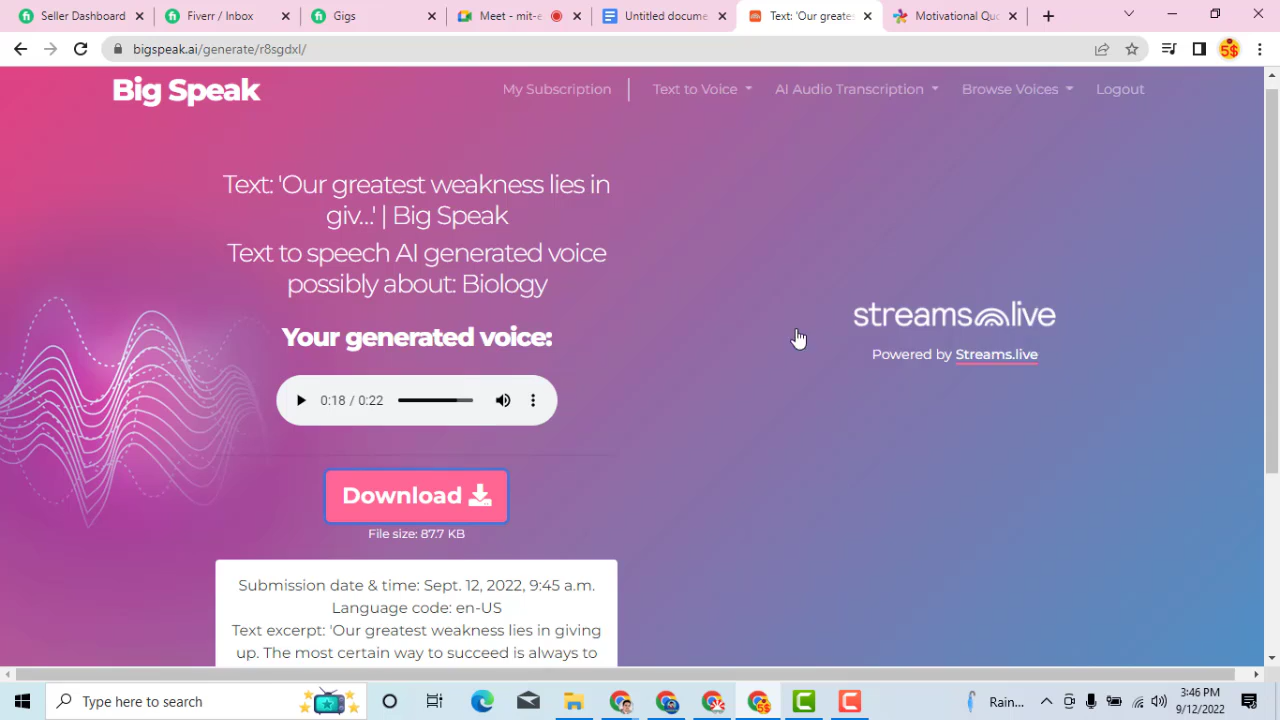 Seller Dashboard
Fiverr / Inbox
Gigs
Meet - mit-e
Untitled docume
Text: 'Our greate
Motivational Quo
bigspeak.ai/generate/r8sgdxl/
5$
Big Speak
My Subscription
Text to Voice
AI Audio Transcription
Browse Voices
Logout
Text: 'Our greatest weakness lies in
giv...' | Big Speak
Text to speech AI generated voice
possibly about: Biology
Your generated voice:
0:18 / 0:22
Download
File size: 87.7 KB
streams live
Powered by Streams.live
Submission date & time: Sept. 12, 2022, 9:45 a.m.
Language code: en-US
Text excerpt: 'Our greatest weakness lies in giving
up. The most certain way to succeed is always to
Type here to search
Rain...
3:46 PM
9/12/2022